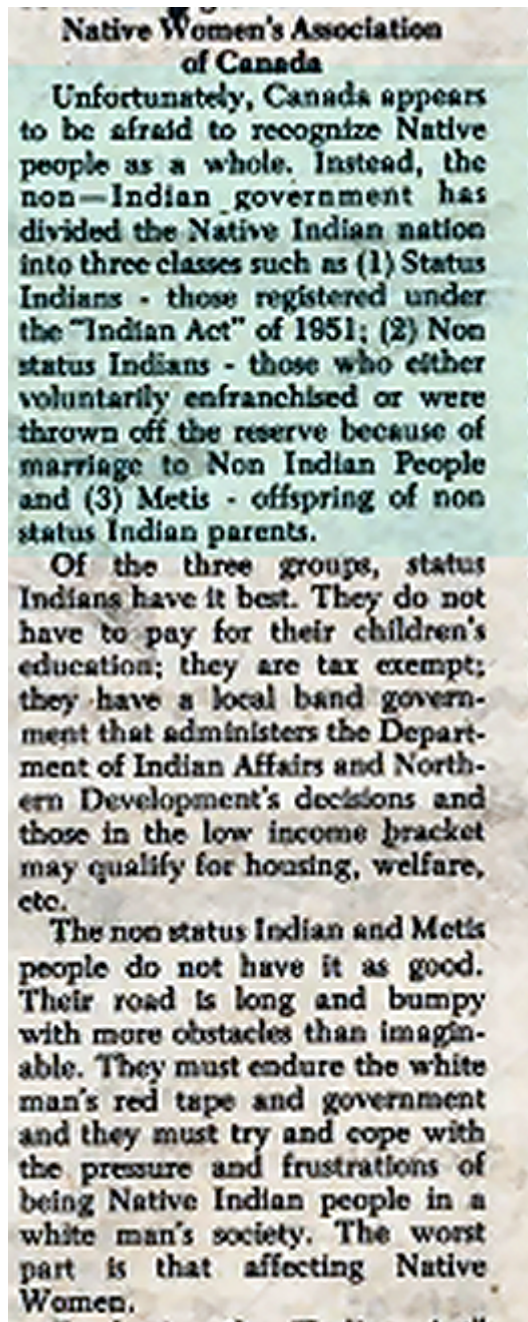 Native Women's Association
of Canada
Unfortunately, Canada appears
to be afraid to recognize Native
people as a whole. Instead, the
non—Indian government has
divided the Native Indian nation
into three classes such as (1) Status
Indians - those registered under
the "Indian Act" of 1951; (2) Non
status Indians - those who either
voluntarily enfranchised or were
thrown off the reserve because of
marriage to Non Indian People
and (3) Metis - offspring of non
status Indian parents.
Of the three groups, status
Indians have it best. They do not
have to pay for their children's
education; they are tax exempt;
they have a local band govern-
ment that administers the Depart-
ment of Indian Affairs and North-
ern Development's decisions and
those in the low income bracket
may qualify for housing, welfare,
etc.
The non status Indian and Metis
people do not have it as good.
Their road is long and bumpy
with more obstacles than imagin-
able. They must endure the white
man's red tape and government
and they must try and cope with
the pressure and frustrations of
being Native Indian people in a
white man's society. The worst
part is that affecting Native
Women.